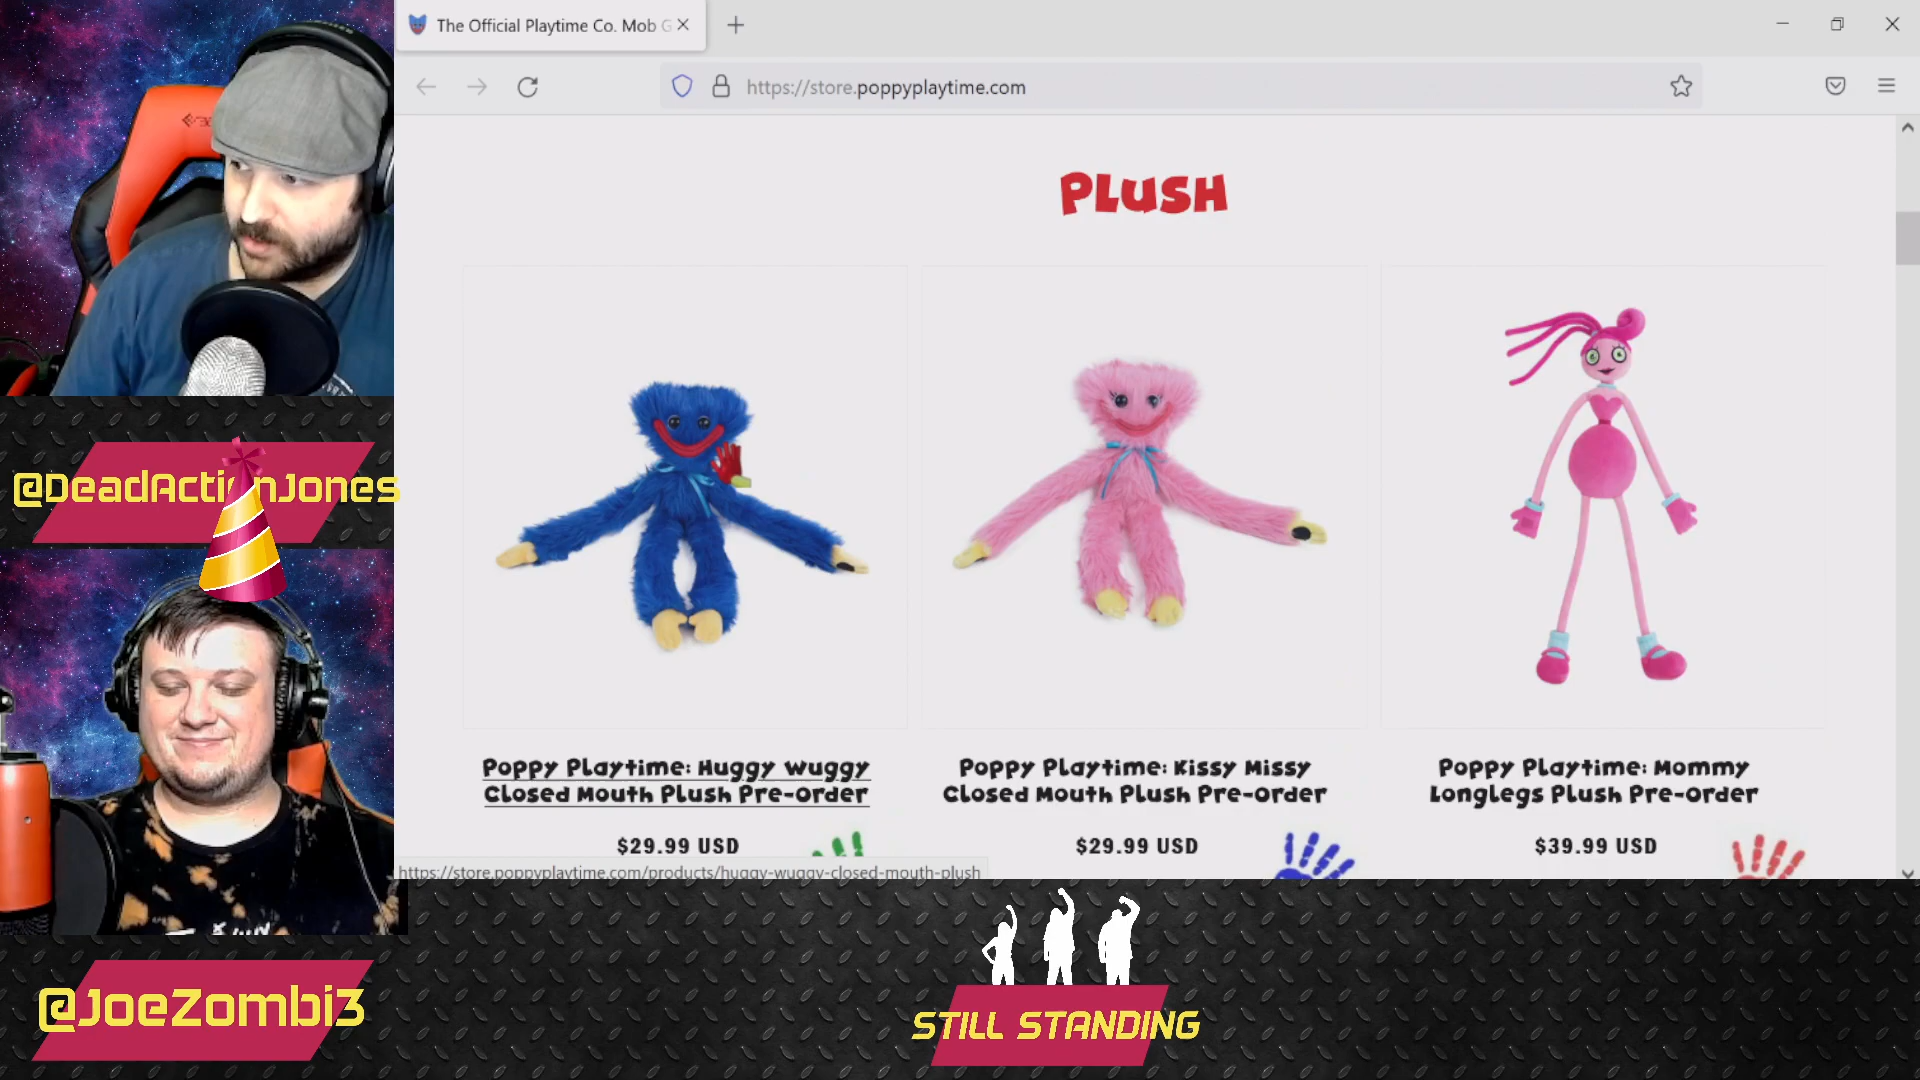 The Official Playtime Co. Mob G
https://store.poppyplaytime.com
PLUSH
Poppy Playtime: Huggy Wuggy
Closed Mouth Plush Pre-Order
$29.99 USD
Poppy Playtime: Kissy Missy
Closed Mouth Plush Pre-Order
$29.99 USD
Poppy Playtime: Mommy
Longlegs Plush Pre-Order
$39.99 USD
https://store.poppyplaytime.com/products/huggy-wuggy-closed-mouth-plush
@DeadActionJones
@JoeZombi3
STILL STANDING